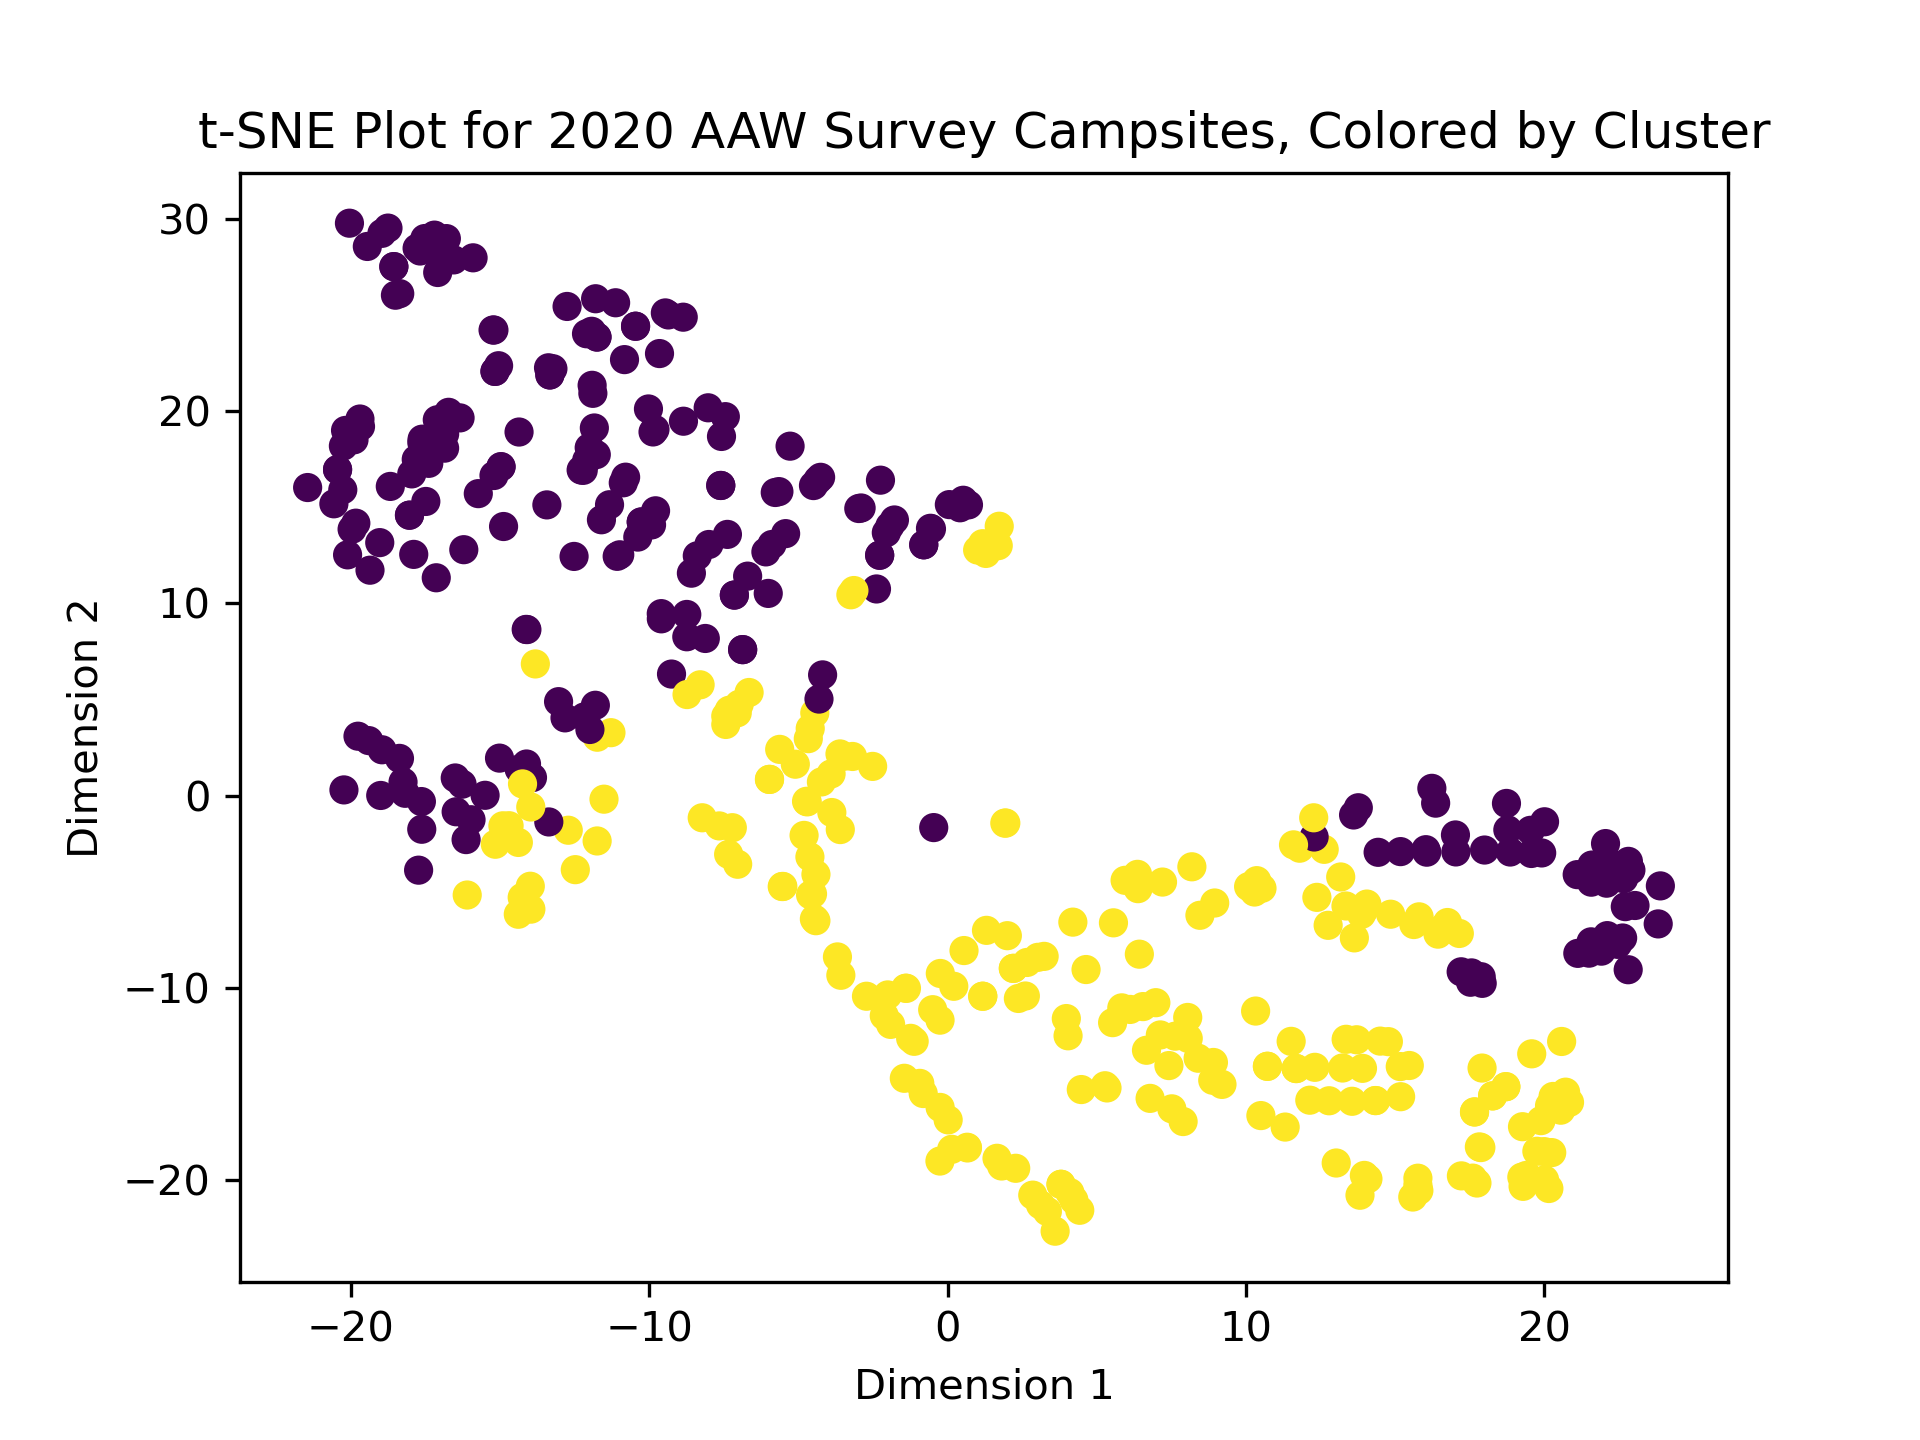 t-SNE Plot for 2020 AAW Survey Campsites, Colored by Cluster
30
20
10
0
−10
−20
Dimension 2
−20 −10 0 10 20
Dimension 1